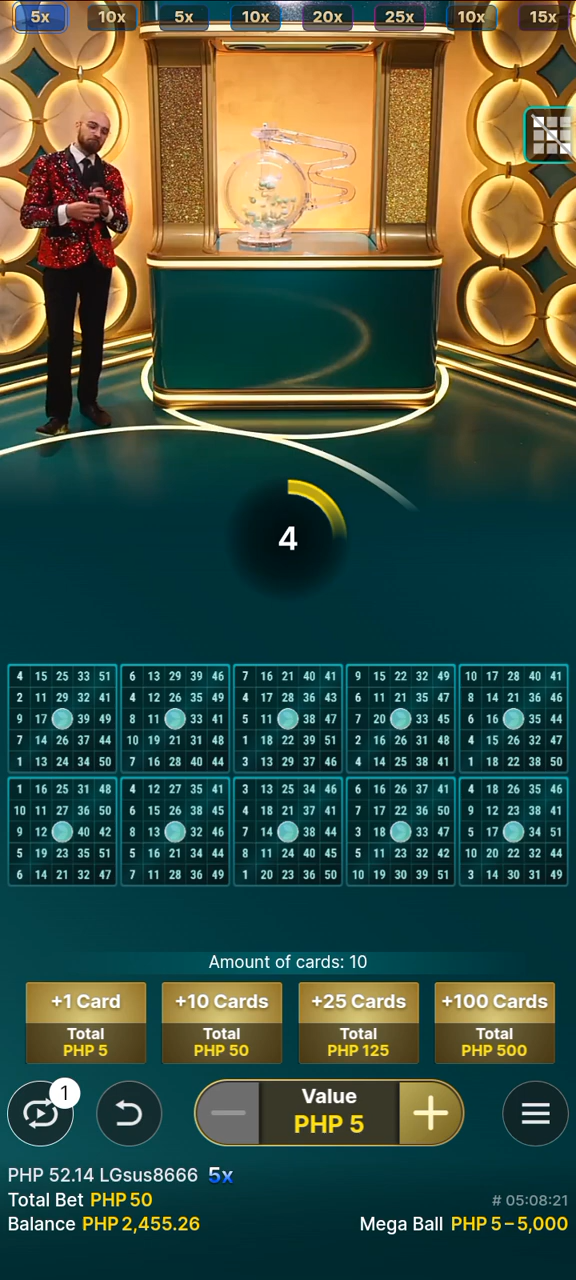 5x 10x 5x 10x 20x 25x 10x 15x
4
4 15 25 33 51 6 13 29 39 46 7 16 21 40 41 9 15 22 32 49 10 17 28 40 41
2 11 29 32 41 4 12 26 35 49 4 17 28 36 43 6 11 21 35 47 8 14 21 36 46
9 17 39 49 8 11 33 41 5 11 38 47 7 20 33 45 6 16 35 44
7 14 26 37 44 10 19 21 31 48 1 18 22 39 51 2 16 26 31 48 4 15 26 32 47
1 13 24 34 50 7 16 28 40 44 3 13 29 37 46 4 14 25 38 41 1 18 22 38 50
1 16 25 31 48 4 12 27 35 41 3 13 25 34 46 6 16 26 37 41 4 18 26 35 46
10 11 27 36 50 6 15 26 38 45 4 18 21 37 41 7 17 22 36 50 9 12 23 38 41
9 12 40 42 8 13 32 46 7 14 38 44 3 18 33 47 5 17 34 51
5 19 23 35 51 5 16 21 34 44 8 11 24 40 45 5 11 23 32 42 10 20 22 32 44
6 14 21 32 47 7 11 28 36 49 1 20 23 36 50 10 19 30 39 51 3 14 30 31 49
Amount of cards: 10
+1 Card +10 Cards +25 Cards +100 Cards
Total Total Total Total
PHP 5 PHP 50 PHP 125 PHP 500
1
Value
PHP 5
PHP 52.14 LGsus8666 5x
Total Bet PHP 50 # 05:08:21
Balance PHP 2,455.26 Mega Ball PHP 5–5,000